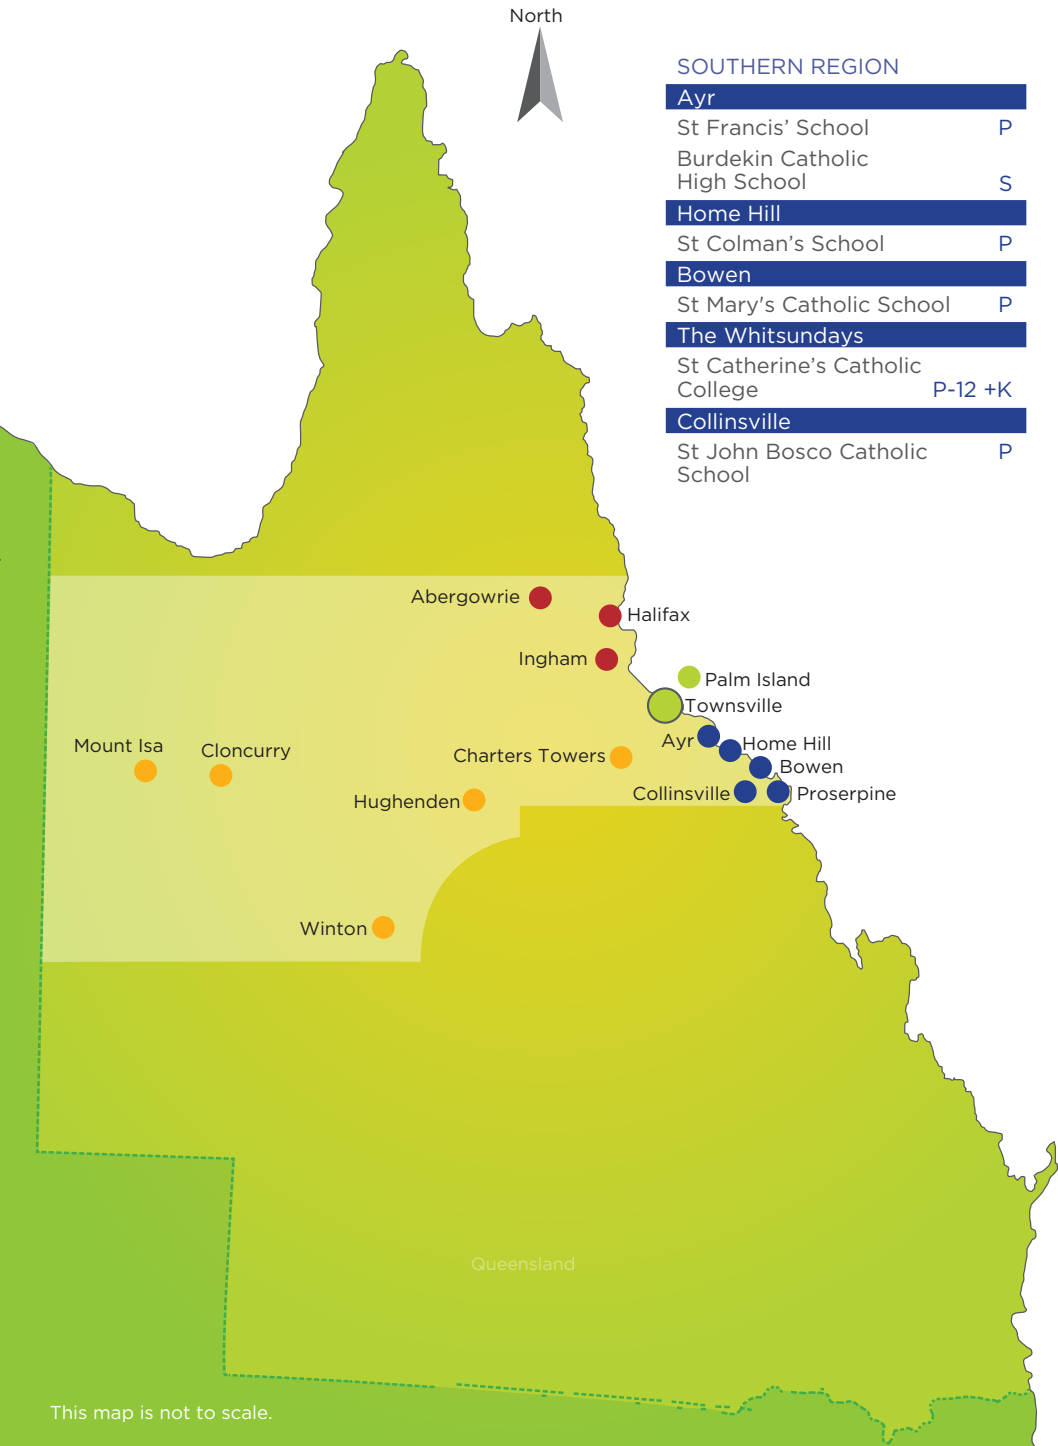 North
SOUTHERN REGION
Ayr
St Francis’ School P
Burdekin Catholic
High School S
Home Hill
St Colman’s School P
Bowen
St Mary's Catholic School P
The Whitsundays
St Catherine’s Catholic
College P-12 +K
Collinsville
St John Bosco Catholic P
School
Abergowrie
Halifax
Ingham
Palm Island
Townsville
Ayr
Home Hill
Mount Isa
Cloncurry
Charters Towers
Bowen
Hughenden
Collinsville
Proserpine
Winton
Queensland
This map is not to scale.